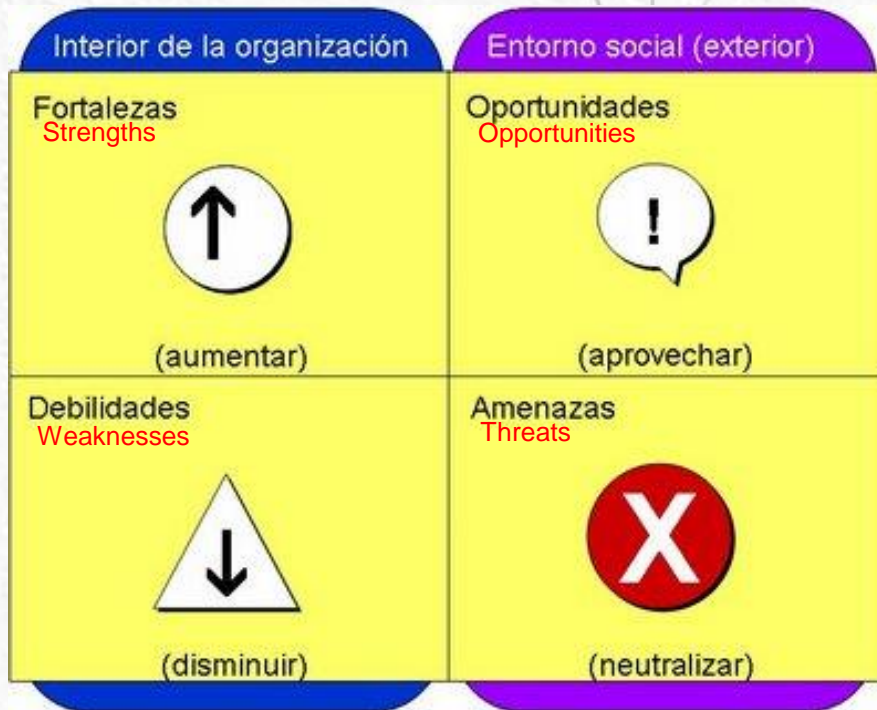 Interior de la organización
Entorno social (exterior)
Fortalezas
Strengths
↑
(aumentar)
Oportunidades
Opportunities
!
(aprovechar)
Debilidades
Weaknesses
↓
(disminuir)
Amenazas
Threats
X
(neutralizar)